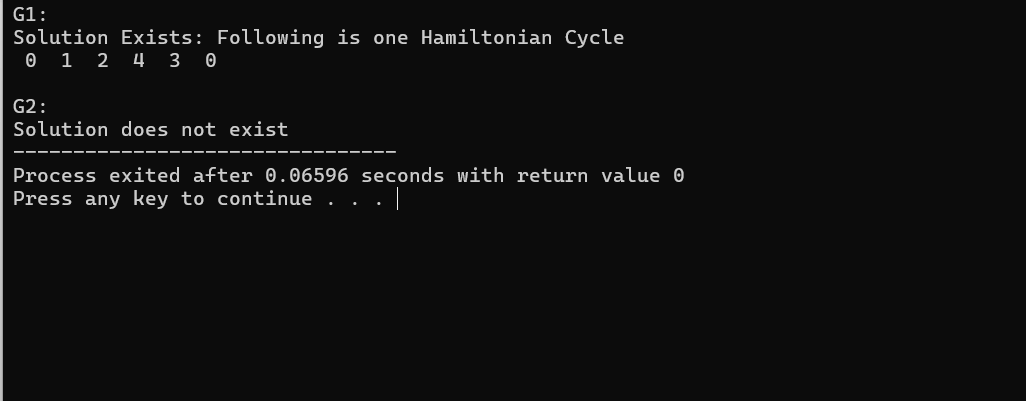 G1:
Solution Exists: Following is one Hamiltonian Cycle
 0  1  2  4  3  0
G2:
Solution does not exist
--------------------------------
Process exited after 0.06596 seconds with return value 0
Press any key to continue . . .